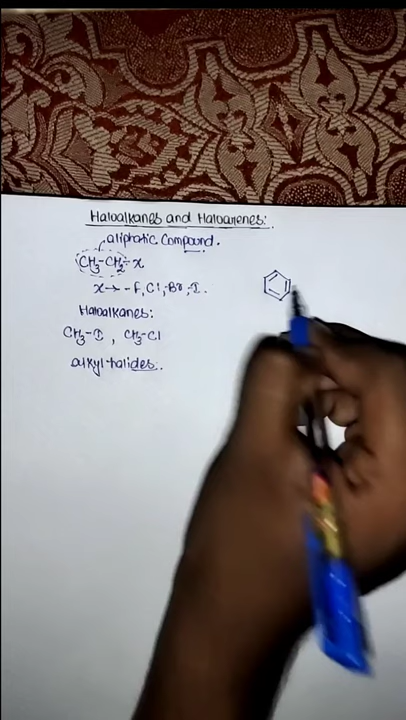 Haloalkanes and Haloarenes:
aliphatic Compound.
CH₃-CH₂-x
x→ -F, Cl, Br, -I.
Haloalkanes:
CH₃-I , CH₃-Cl
alkyl halides.